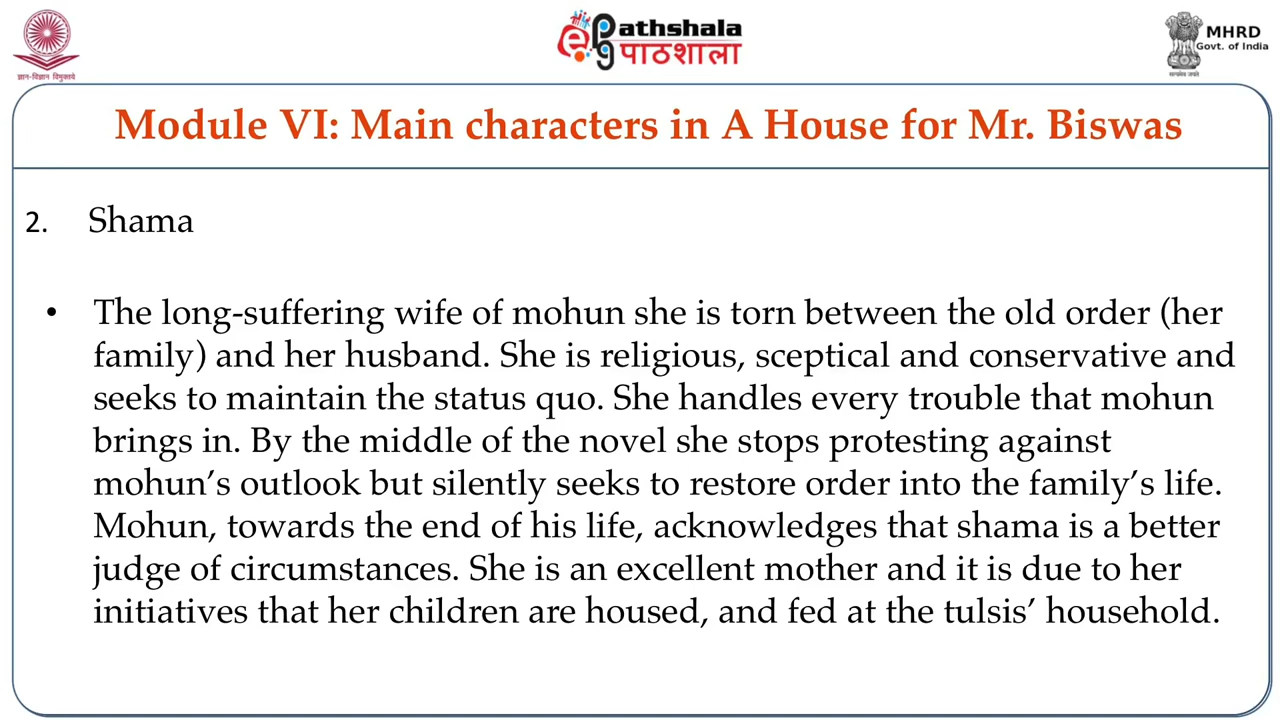 ज्ञान-विज्ञान विमुक्तये
ePG Pathshala
पाठशाला
MHRD
Govt. of India
सत्यमेव जयते
Module VI: Main characters in A House for Mr. Biswas
2. Shama
• The long-suffering wife of mohun she is torn between the old order (her
family) and her husband. She is religious, sceptical and conservative and
seeks to maintain the status quo. She handles every trouble that mohun
brings in. By the middle of the novel she stops protesting against
mohun’s outlook but silently seeks to restore order into the family’s life.
Mohun, towards the end of his life, acknowledges that shama is a better
judge of circumstances. She is an excellent mother and it is due to her
initiatives that her children are housed, and fed at the tulsis’ household.